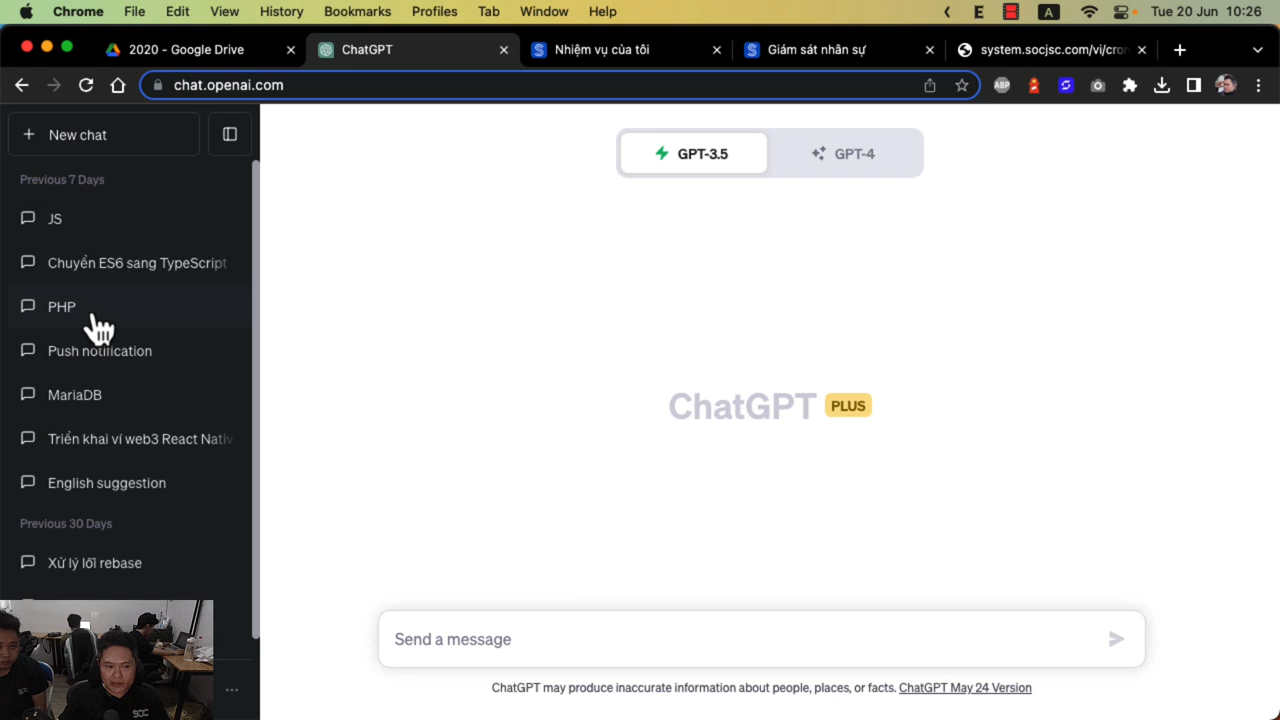 Chrome File Edit View History Bookmarks Profiles Tab Window Help E A Tue 20 Jun 10:26
2020 - Google Drive ChatGPT Nhiệm vụ của tôi Giám sát nhân sự system.socjsc.com/vi/cron
chat.openai.com ABP
New chat
GPT-3.5 GPT-4
Previous 7 Days
JS
Chuyển ES6 sang TypeScript
PHP
Push notification
MariaDB
ChatGPT PLUS
Triển khai ví web3 React Nativ
English suggestion
Previous 30 Days
Xử lý lỗi rebase
Send a message
ChatGPT may produce inaccurate information about people, places, or facts. ChatGPT May 24 Version
SOC